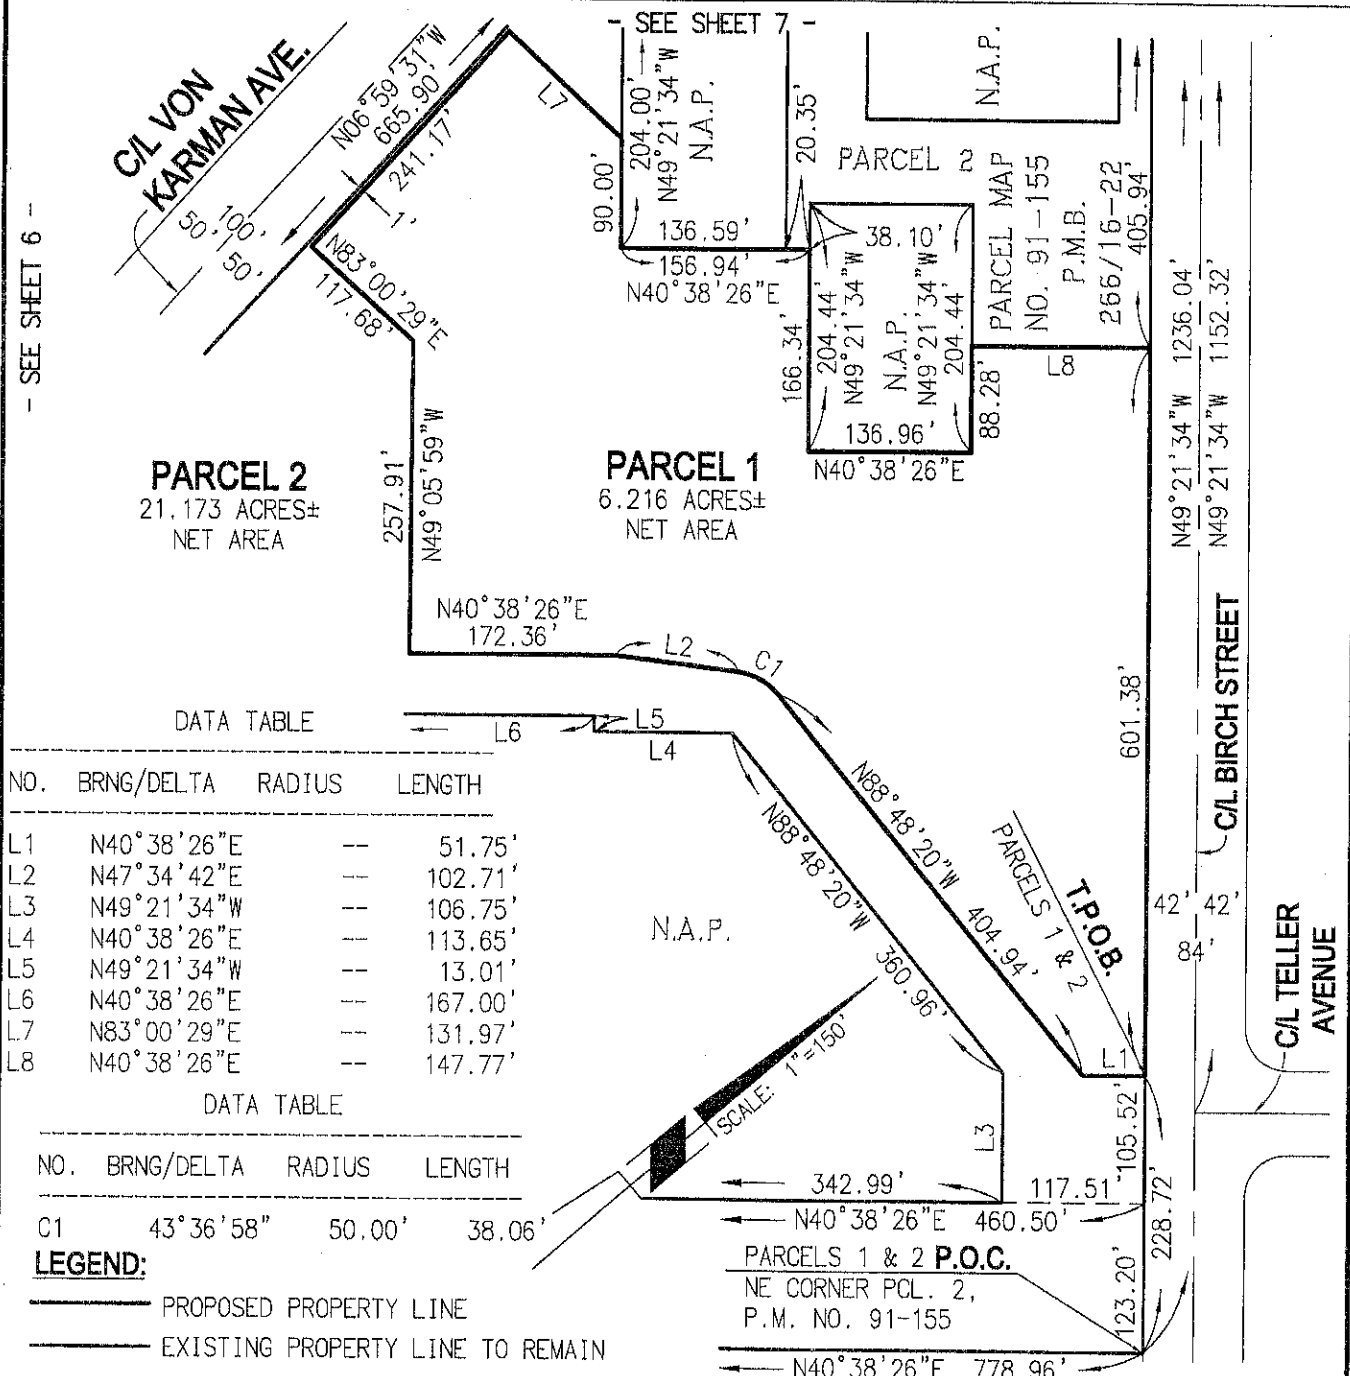 - SEE SHEET 7 -
- SEE SHEET 6 -
C/L VON
KARMAN AVE.
N06°59'31"W
665.90'
241.17'
1'
50'
100'
50'
L7
N83°00'29"E
117.68'
204.00'
N49°21'34"W
N.A.P.
90.00'
20.35'
136.59'
156.94'
N40°38'26"E
N.A.P.
PARCEL 2
PARCEL MAP
NO. 91-155
P.M.B.
266/16-22
405.94'
38.10'
166.34'
204.44'
N49°21'34"W
N.A.P.
N49°21'34"W
204.44'
88.28'
136.96'
N40°38'26"E
L8
N49°21'34"W 1236.04'
N49°21'34"W 1152.32'
PARCEL 2
21.173 ACRES±
NET AREA
257.91'
N49°05'59"W
PARCEL 1
6.216 ACRES±
NET AREA
N40°38'26"E
172.36'
L2
C1
L6
L5
L4
601.38'
C/L BIRCH STREET
N88°48'20"W 404.94'
N88°48'20"W 360.96'
PARCELS 1 & 2
T.P.O.B.
42' 42'
84'
C/L TELLER
AVENUE
N.A.P.
DATA TABLE
NO. BRNG/DELTA RADIUS LENGTH
L1 N40°38'26"E -- 51.75'
L2 N47°34'42"E -- 102.71'
L3 N49°21'34"W -- 106.75'
L4 N40°38'26"E -- 113.65'
L5 N49°21'34"W -- 13.01'
L6 N40°38'26"E -- 167.00'
L7 N83°00'29"E -- 131.97'
L8 N40°38'26"E -- 147.77'
DATA TABLE
NO. BRNG/DELTA RADIUS LENGTH
C1 43°36'58" 50.00' 38.06'
SCALE: 1"=150'
L1
L3
105.52'
342.99'
117.51'
N40°38'26"E 460.50'
228.72'
123.20'
PARCELS 1 & 2 P.O.C.
NE CORNER PCL. 2,
P.M. NO. 91-155
N40°38'26"E 778.96'
LEGEND:
PROPOSED PROPERTY LINE
EXISTING PROPERTY LINE TO REMAIN